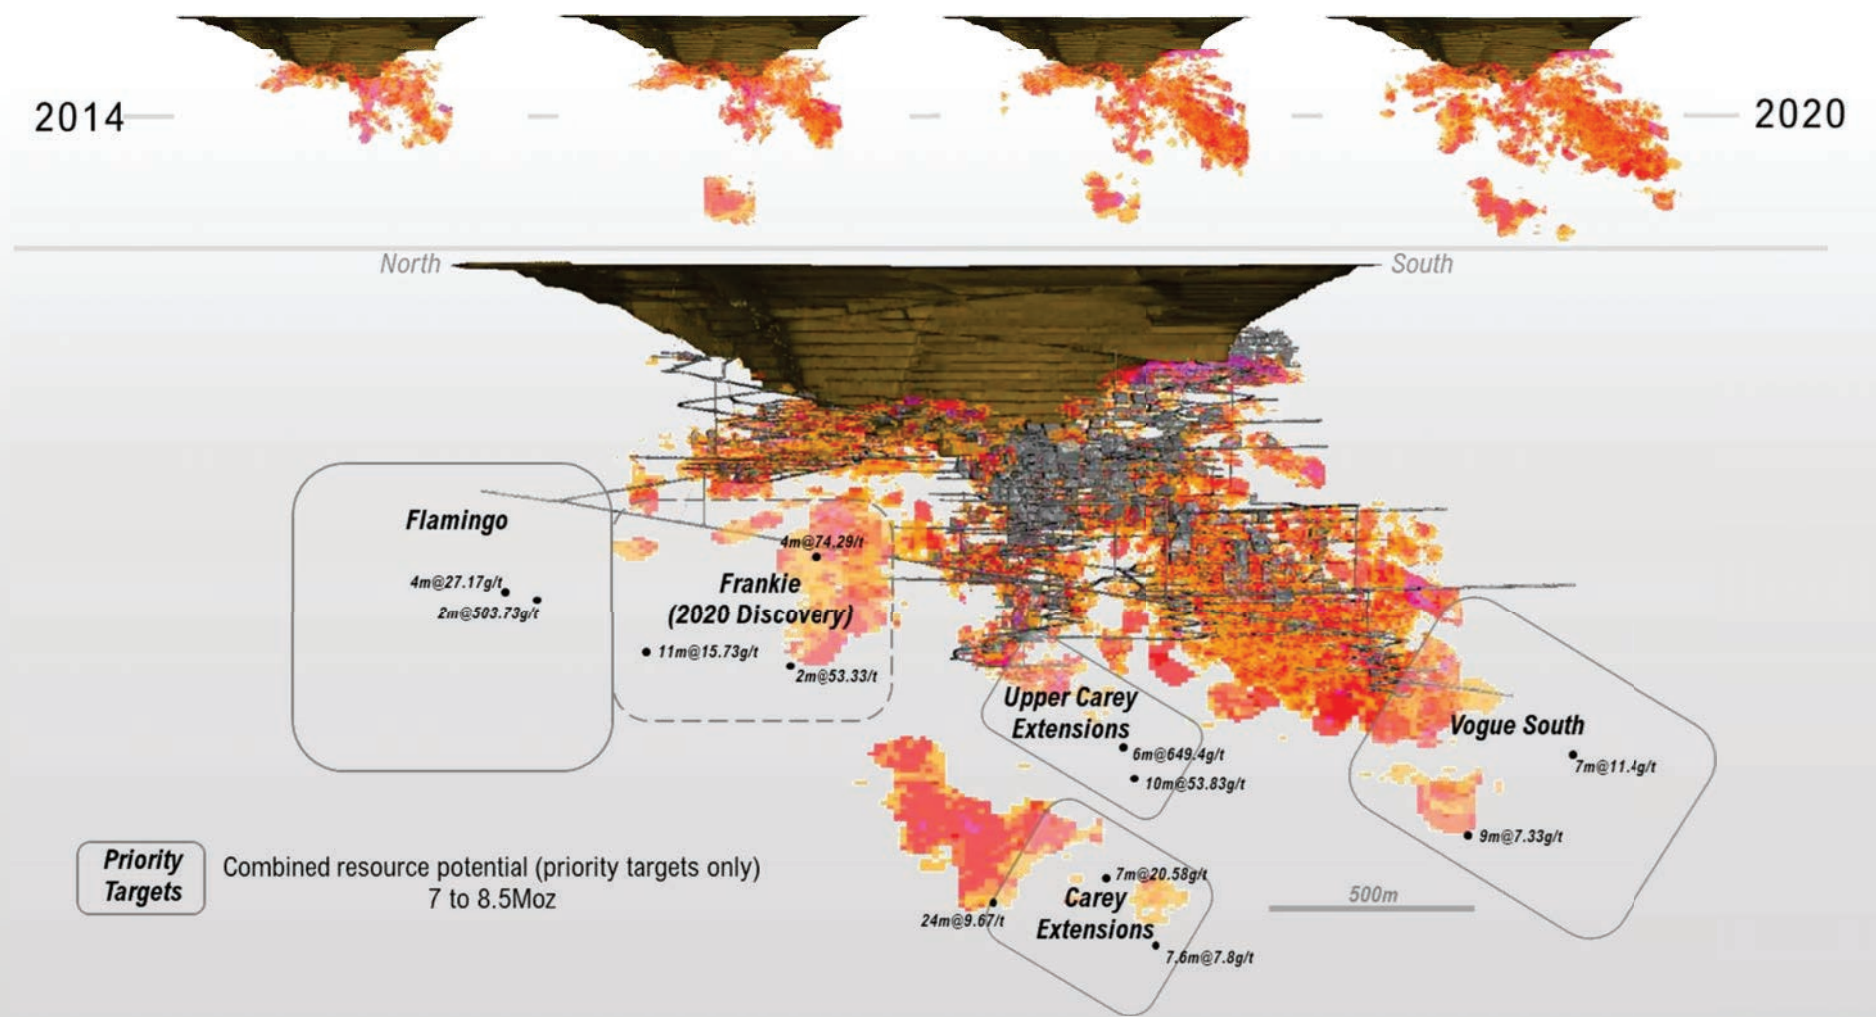 2014
2020
North
South
Flamingo
4m@27.17g/t
2m@503.73g/t
4m@74.29/t
Frankie
(2020 Discovery)
11m@15.73g/t
2m@53.33/t
Upper Carey
Extensions
6m@649.4g/t
10m@53.83g/t
Vogue South
7m@11.4g/t
9m@7.33g/t
Priority
Targets
Combined resource potential (priority targets only)
7 to 8.5Moz
7m@20.58g/t
Carey
Extensions
24m@9.67/t
7.6m@7.8g/t
500m